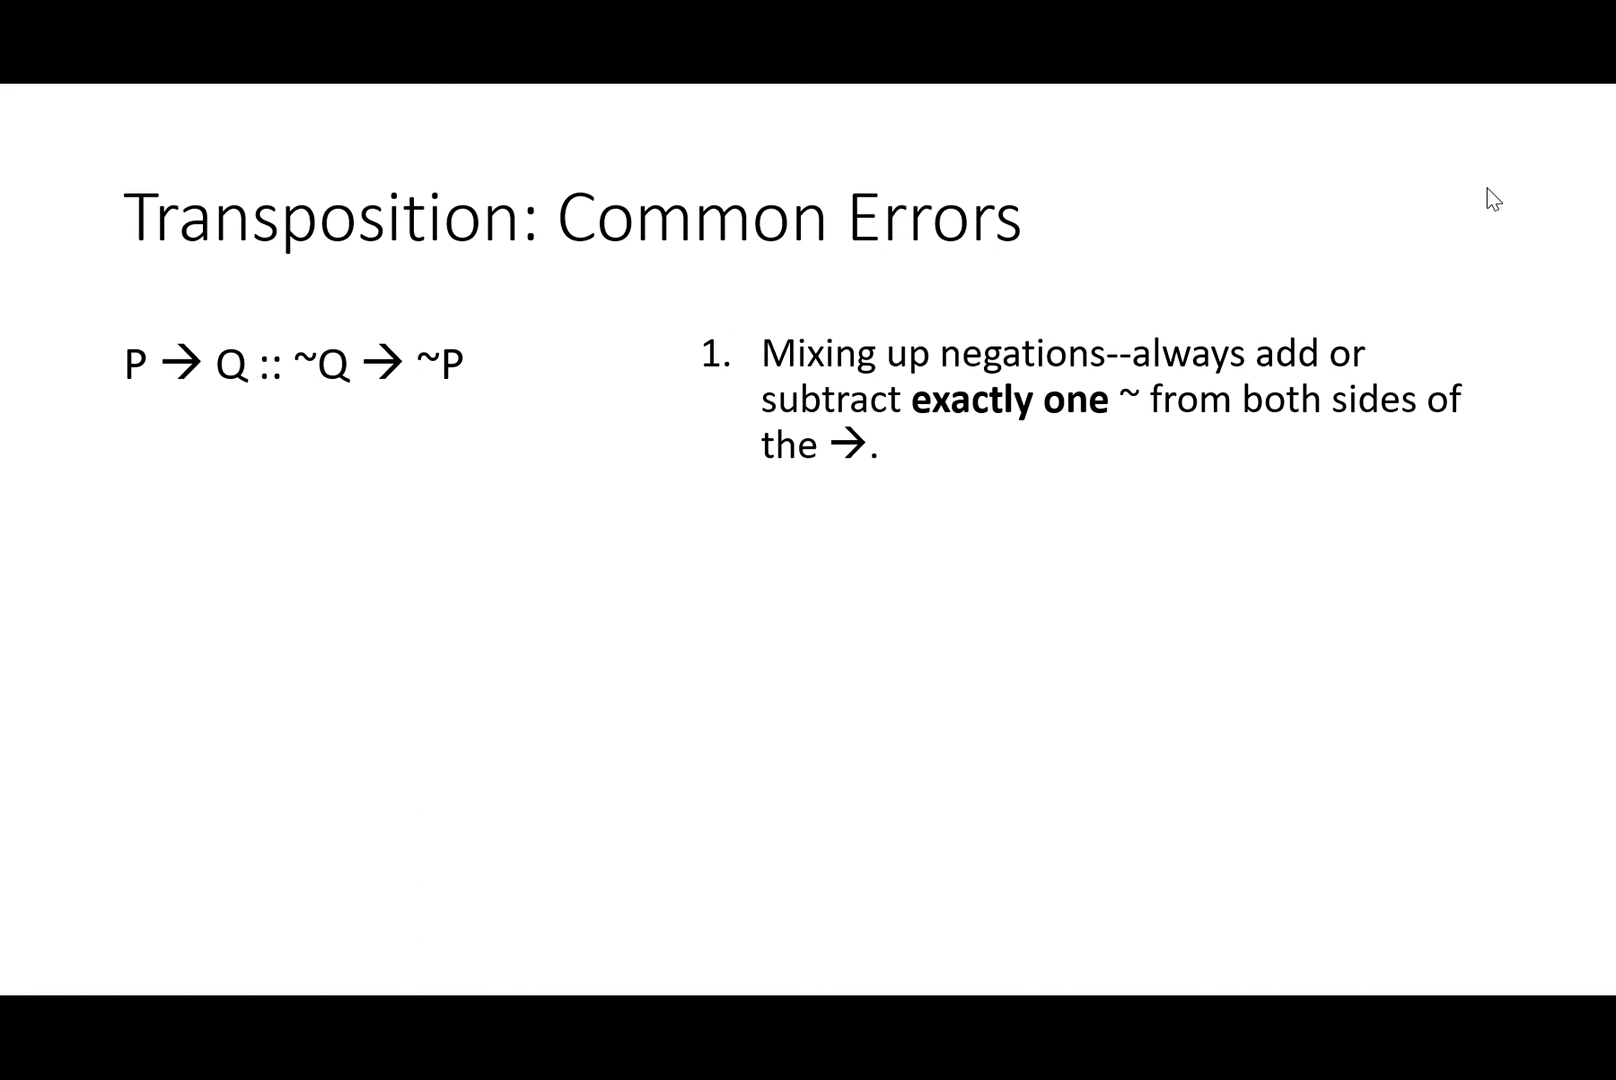 Transposition: Common Errors
P → Q :: ~Q → ~P
1. Mixing up negations--always add or
subtract exactly one ~ from both sides of
the →.